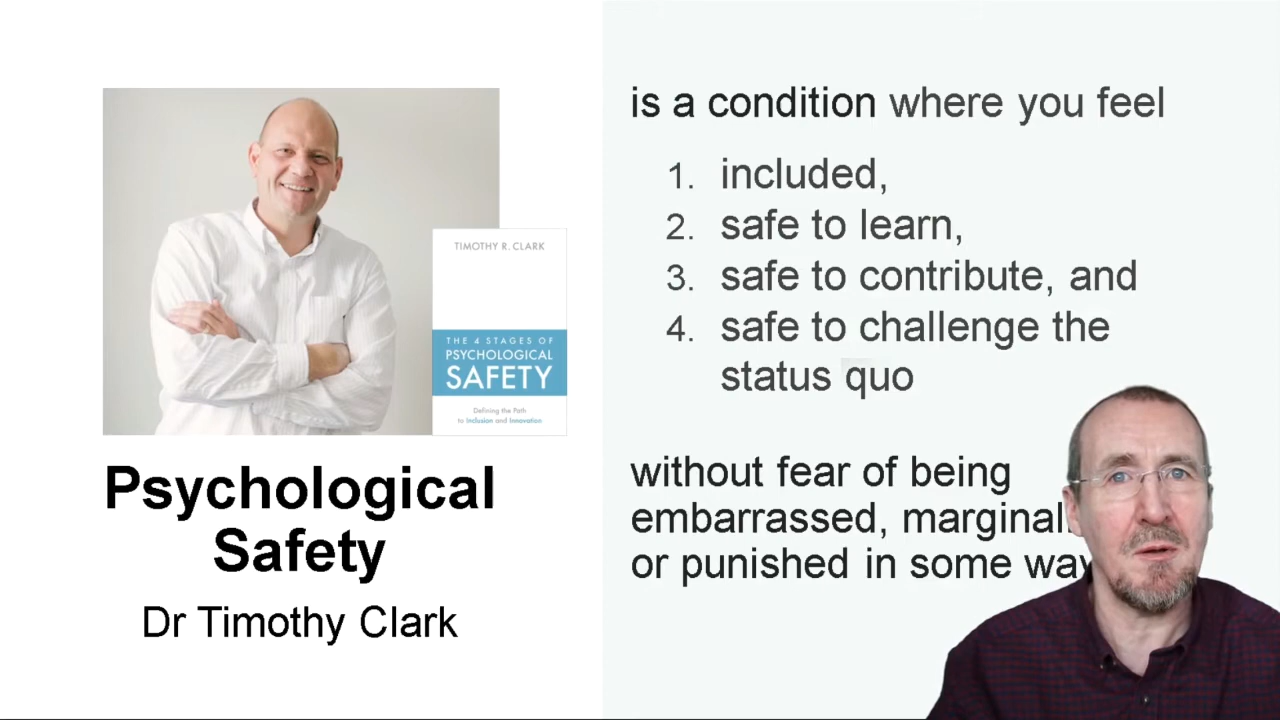 TIMOTHY R. CLARK
THE 4 STAGES OF
PSYCHOLOGICAL
SAFETY
Defining the Path
to Inclusion and Innovation
Psychological
Safety
Dr Timothy Clark
is a condition where you feel
1. included,
2. safe to learn,
3. safe to contribute, and
4. safe to challenge the
status quo
without fear of being
embarrassed,
or punished in some way